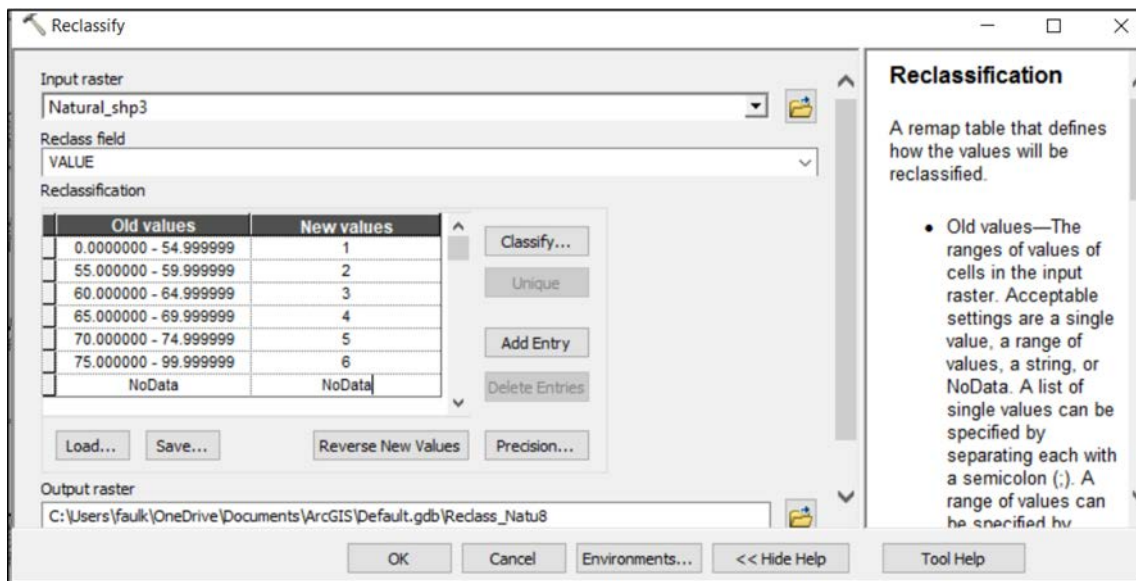 Reclassify
Input raster
Natural_shp3
Reclass field
VALUE
Reclassification
Old values New values
0.0000000 - 54.999999 1
55.000000 - 59.999999 2
60.000000 - 64.999999 3
65.000000 - 69.999999 4
70.000000 - 74.999999 5
75.000000 - 99.999999 6
NoData NoData
Classify...
Unique
Add Entry
Delete Entries
Load... Save... Reverse New Values Precision...
Output raster
C:\Users\faulk\OneDrive\Documents\ArcGIS\Default.gdb\Reclass_Natu8
OK Cancel Environments... << Hide Help Tool Help
Reclassification
A remap table that defines
how the values will be
reclassified.
• Old values—The
ranges of values of
cells in the input
raster. Acceptable
settings are a single
value, a range of
values, a string, or
NoData. A list of
single values can be
specified by
separating each with
a semicolon (;). A
range of values can
be specified by